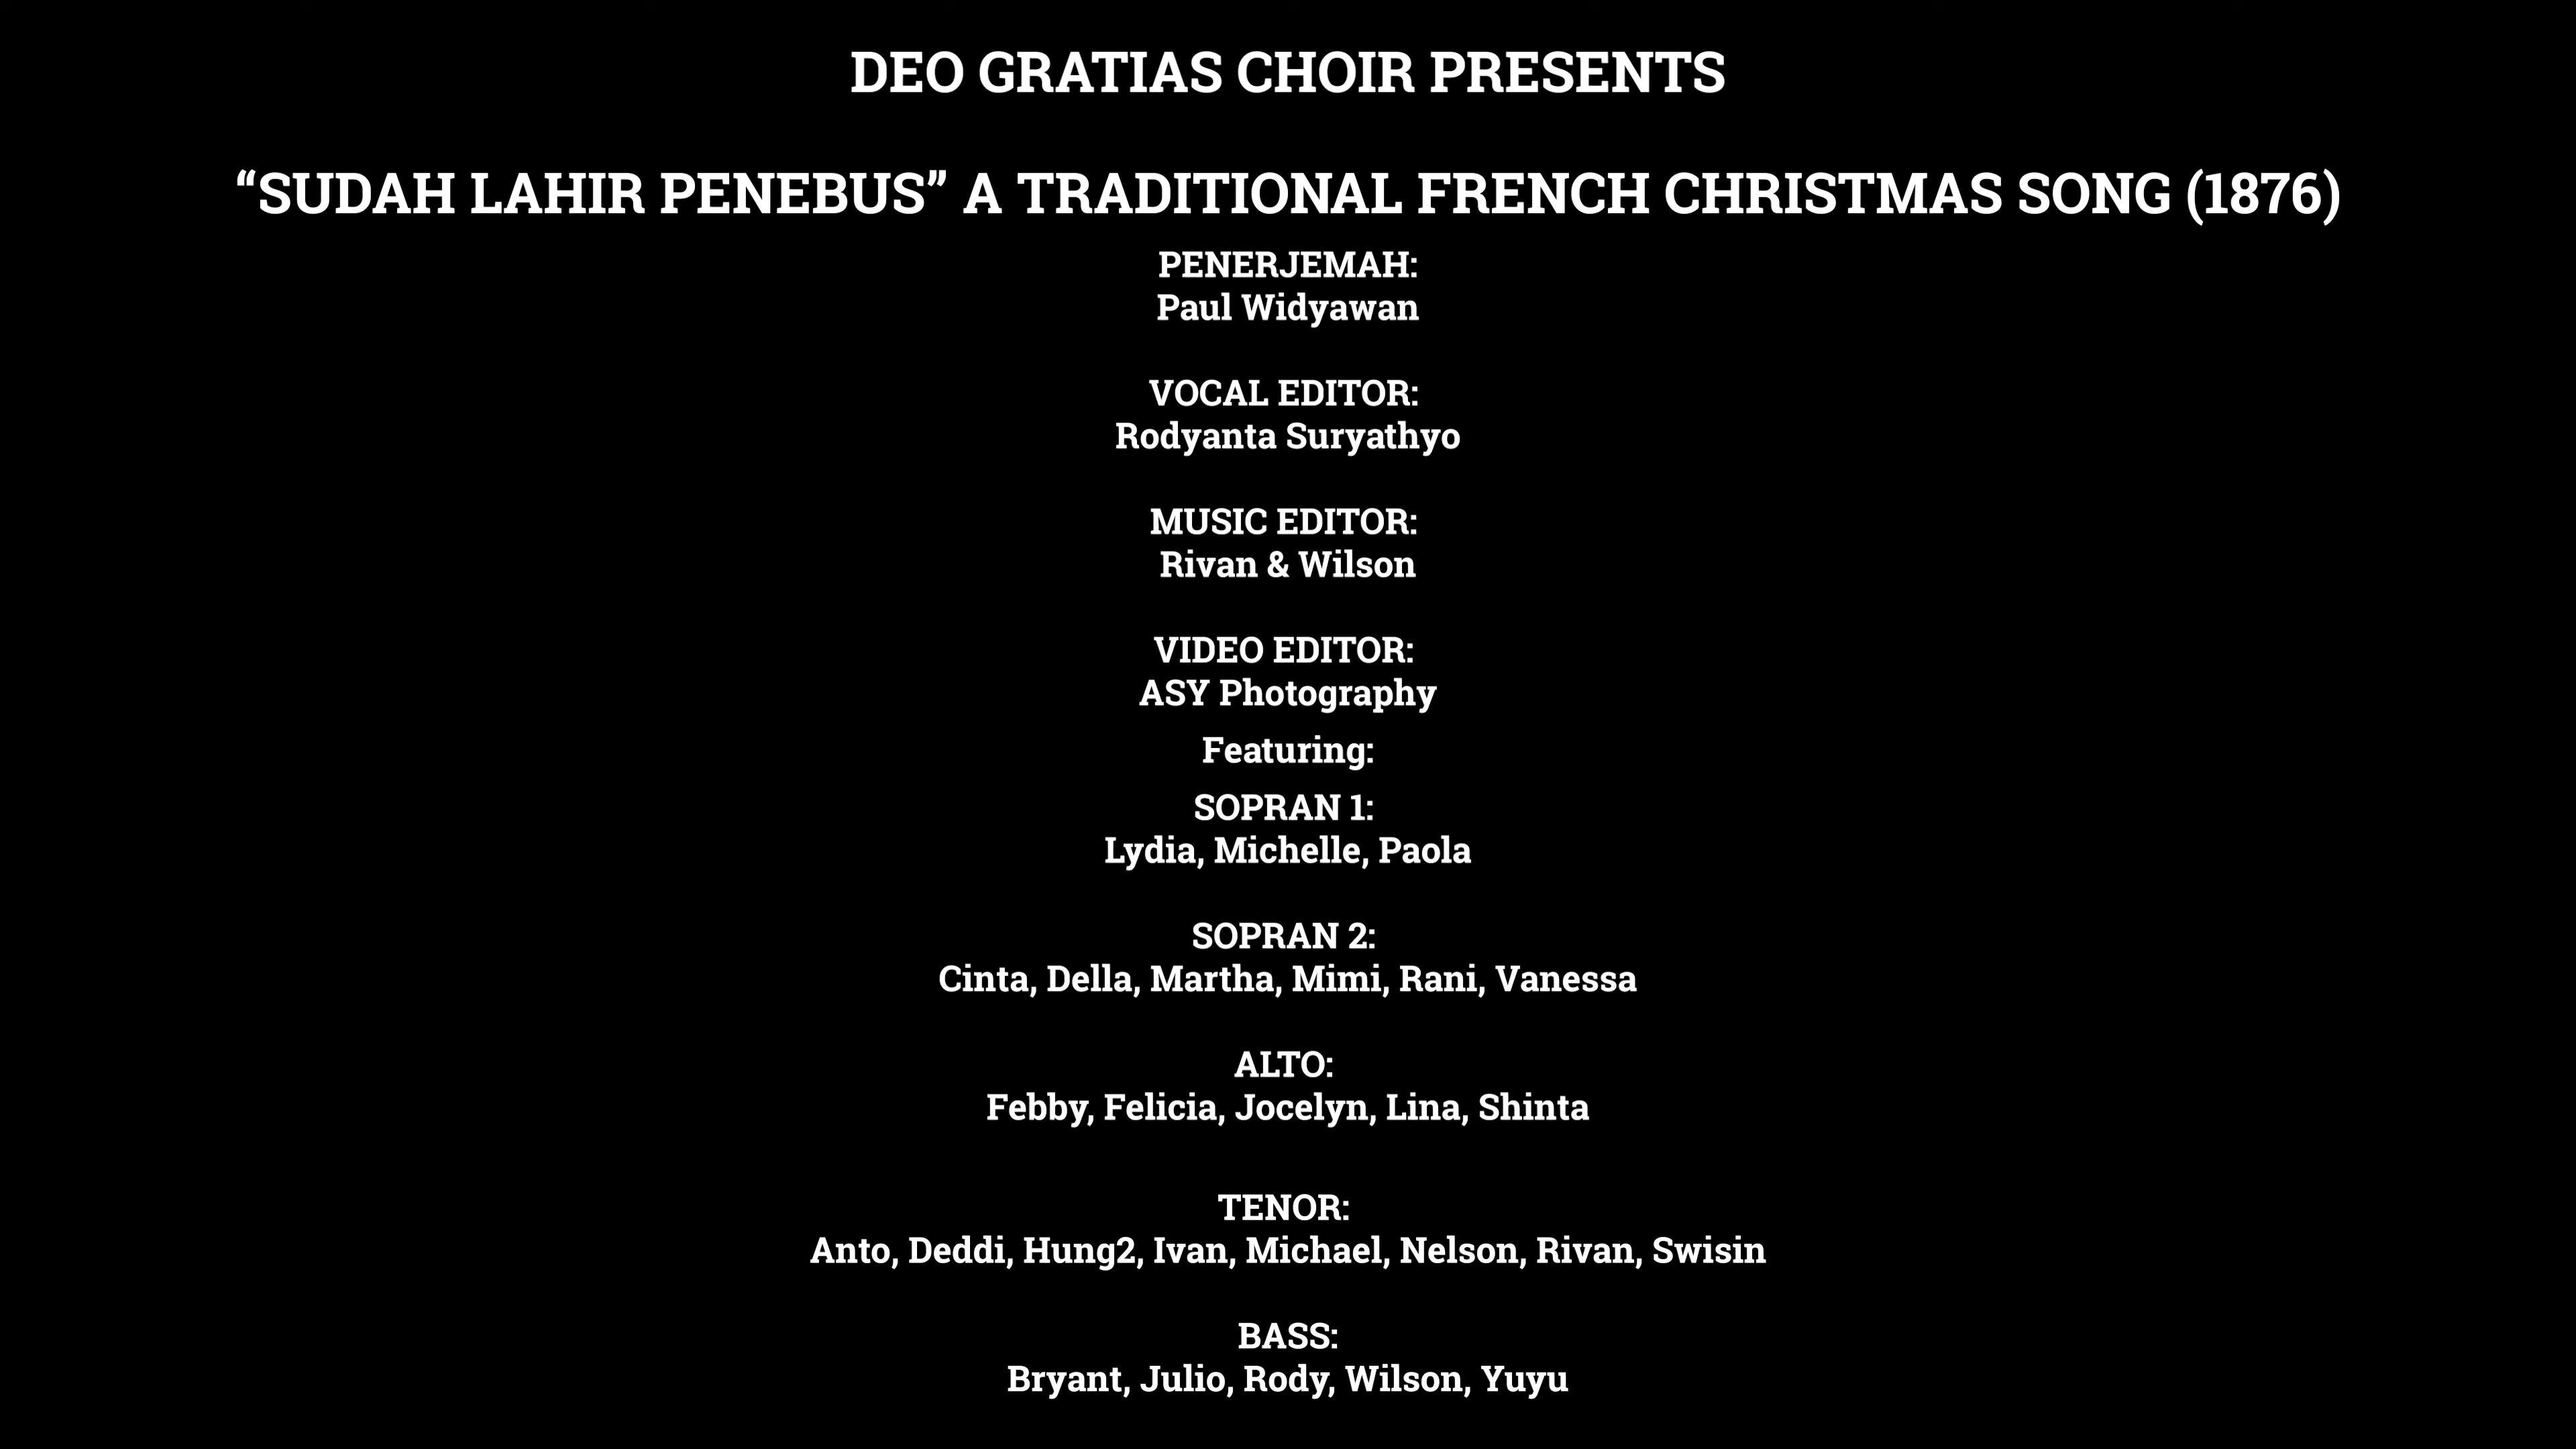 DEO GRATIAS CHOIR PRESENTS
“SUDAH LAHIR PENEBUS” A TRADITIONAL FRENCH CHRISTMAS SONG (1876)
PENERJEMAH:
Paul Widyawan
VOCAL EDITOR:
Rodyanta Suryathyo
MUSIC EDITOR:
Rivan & Wilson
VIDEO EDITOR:
ASY Photography
Featuring:
SOPRAN 1:
Lydia, Michelle, Paola
SOPRAN 2:
Cinta, Della, Martha, Mimi, Rani, Vanessa
ALTO:
Febby, Felicia, Jocelyn, Lina, Shinta
TENOR:
Anto, Deddi, Hung2, Ivan, Michael, Nelson, Rivan, Swisin
BASS:
Bryant, Julio, Rody, Wilson, Yuyu